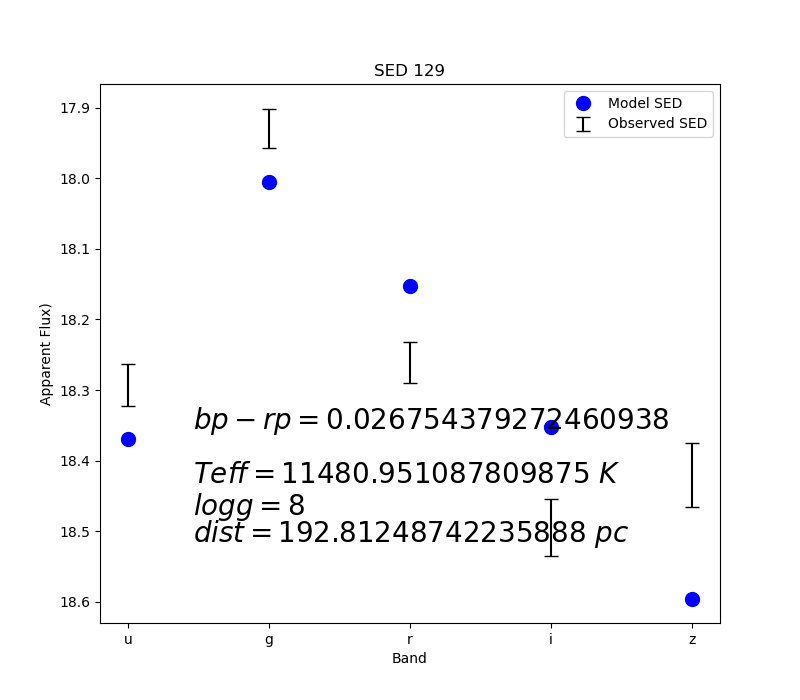 SED 129
Model SED
Observed SED
17.9
18.0
18.1
18.2
18.3
18.4
18.5
18.6
Apparent Flux)
bp − rp = 0.026754379272460938
Teff = 11480.951087809875 K
logg = 8
dist = 192.81248742235888 pc
u g r i z
Band